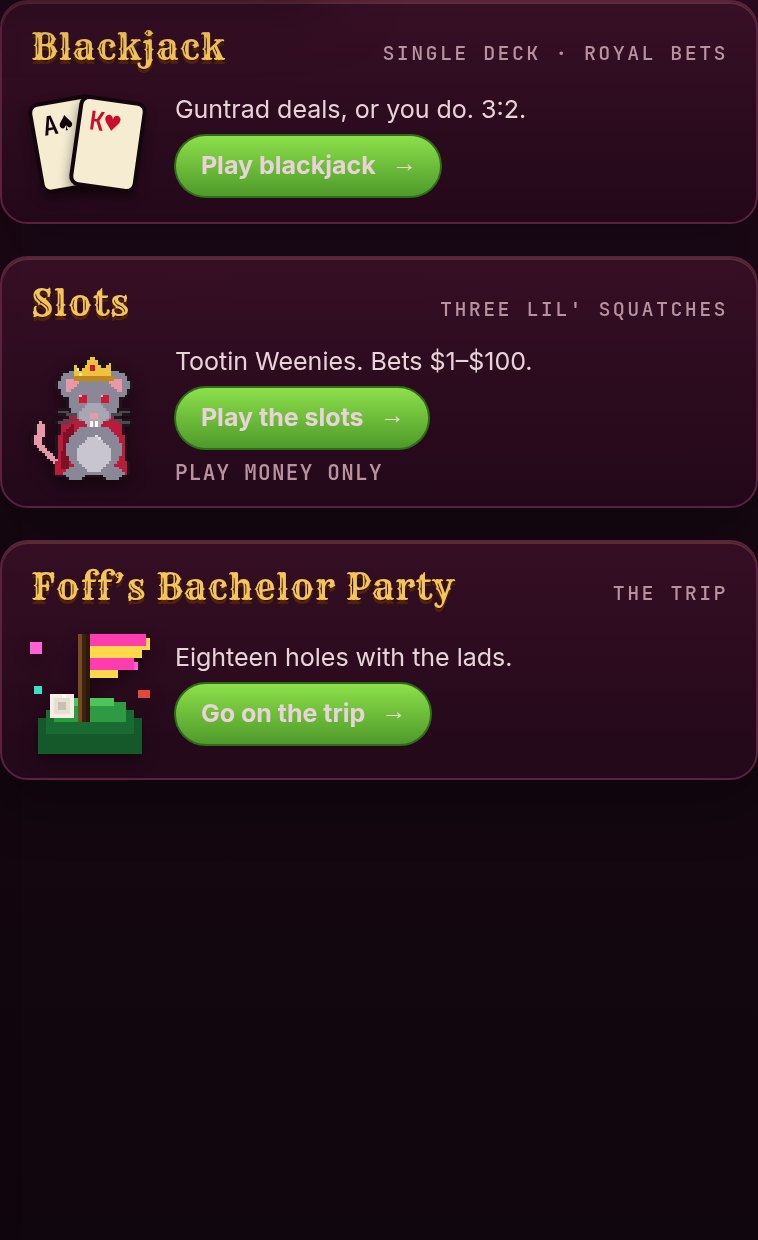 Blackjack
SINGLE DECK · ROYAL BETS
A♠
K♥
Guntrad deals, or you do. 3:2.
Play blackjack →
Slots
THREE LIL' SQUATCHES
Tootin Weenies. Bets $1–$100.
Play the slots →
PLAY MONEY ONLY
Foff’s Bachelor Party
THE TRIP
Eighteen holes with the lads.
Go on the trip →